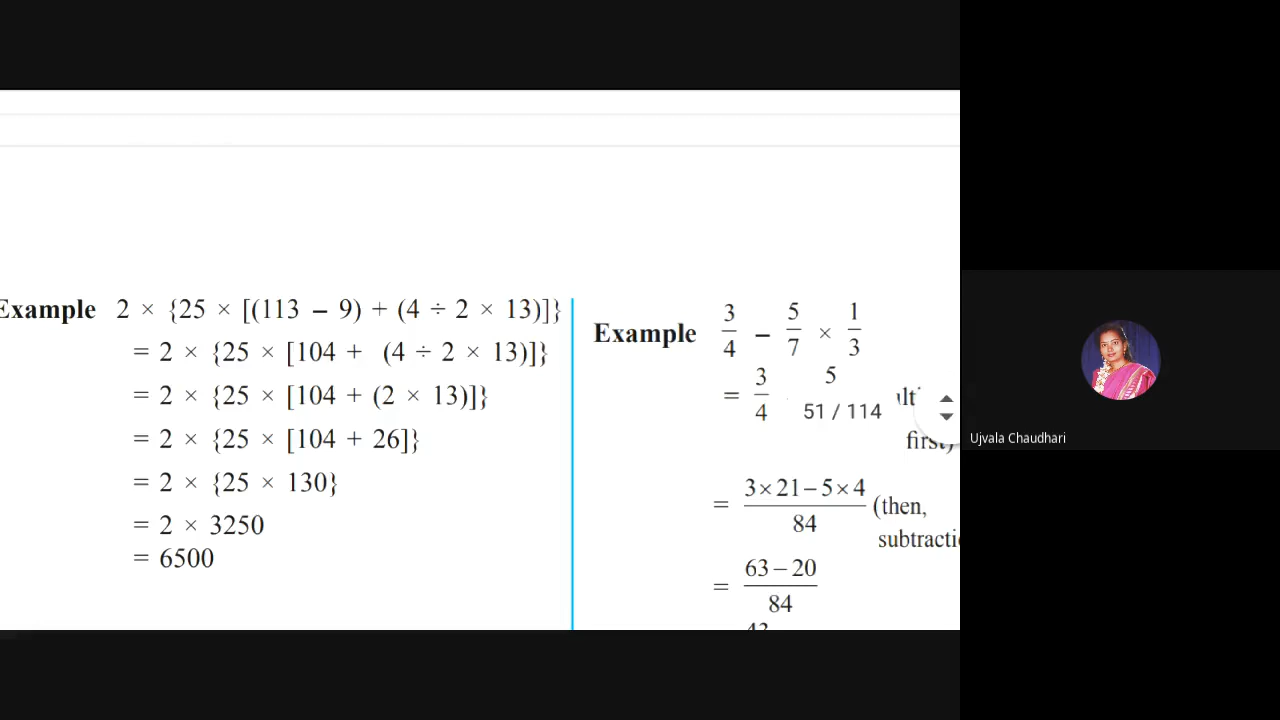 Example 2 × {25 × [(113 – 9) + (4 ÷ 2 × 13)]}
= 2 × {25 × [104 + (4 ÷ 2 × 13)]}
= 2 × {25 × [104 + (2 × 13)]}
= 2 × {25 × [104 + 26]}
= 2 × {25 × 130}
= 2 × 3250
= 6500
Example 3/4 – 5/7 × 1/3
= 3/4 5
51 / 114
first)
= 3×21–5×4/84 (then,
= 63–20/84
Ujvala Chaudhari